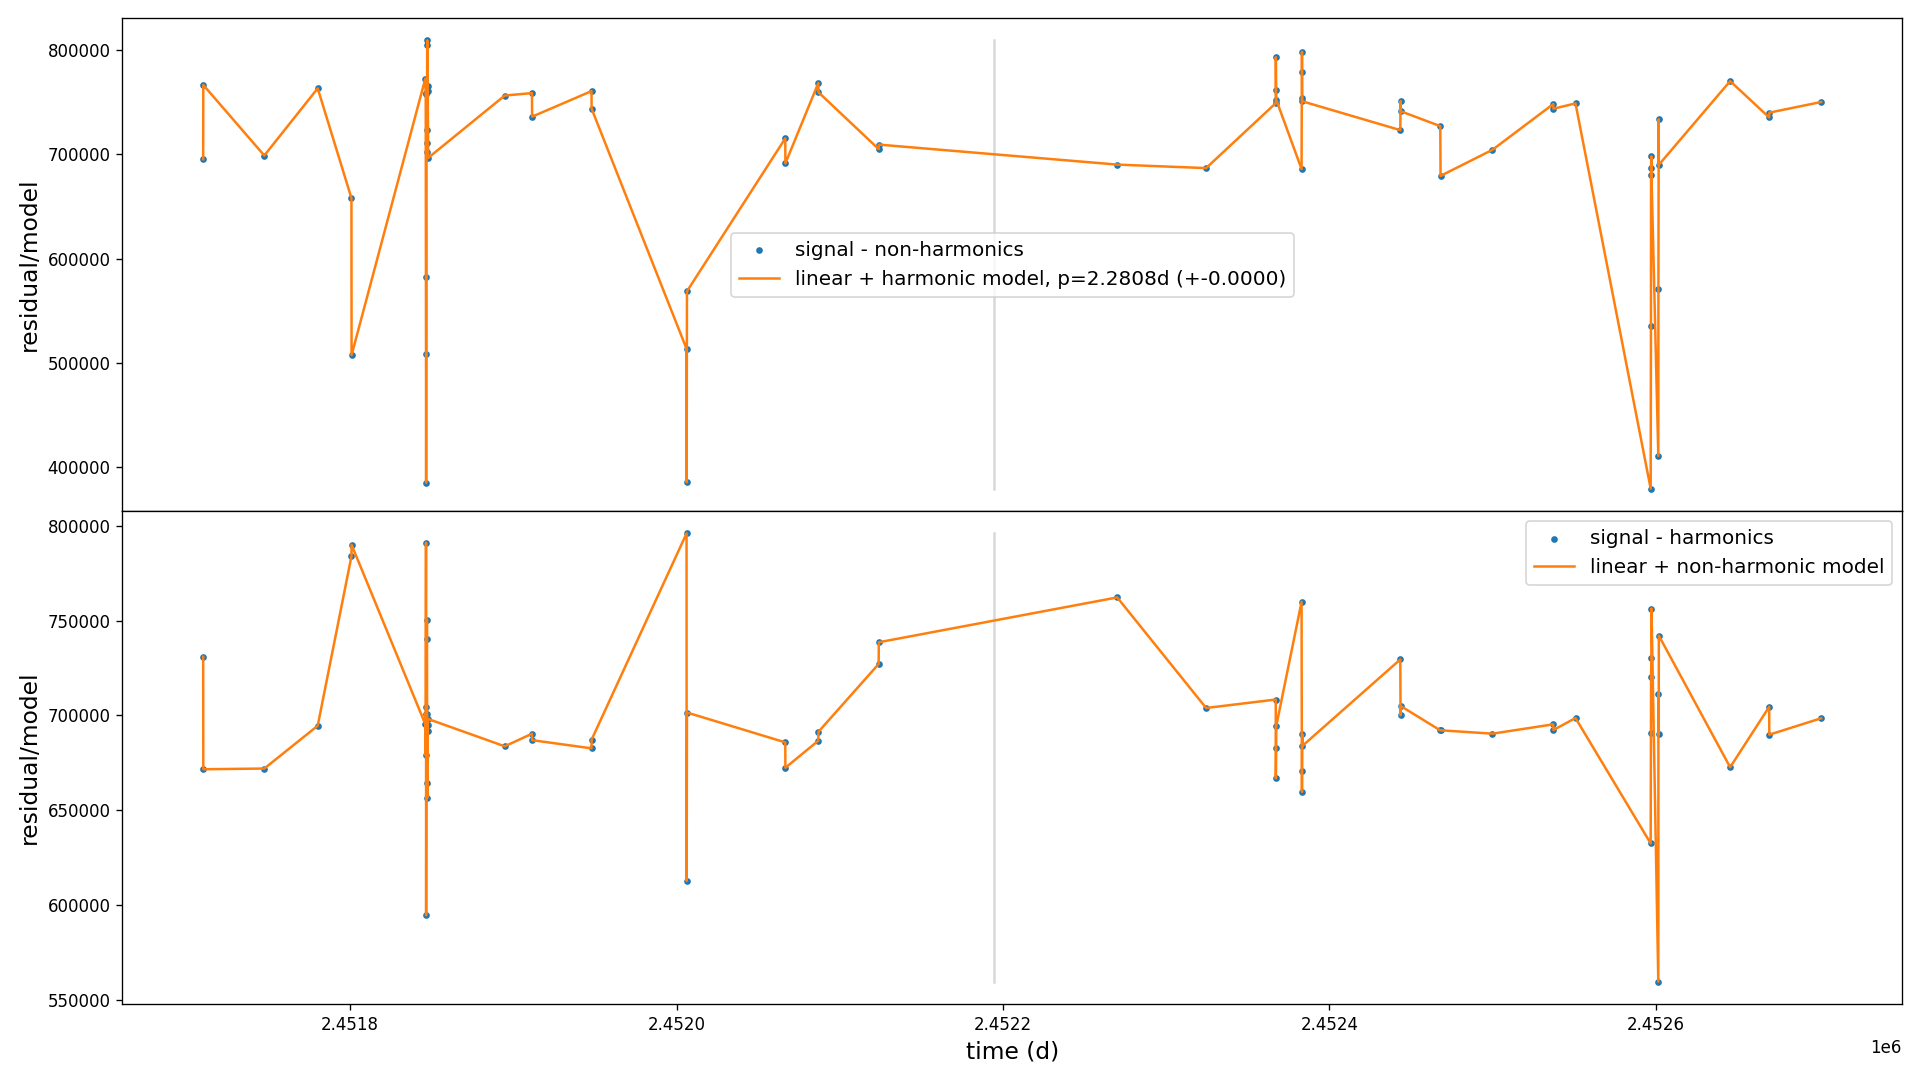 800000
700000
600000
500000
400000
residual/model
signal - non-harmonics
linear + harmonic model, p=2.2808d (+-0.0000)
800000
750000
700000
650000
600000
550000
residual/model
signal - harmonics
linear + non-harmonic model
2.4518 2.4520 2.4522 2.4524 2.4526
time (d)
1e6